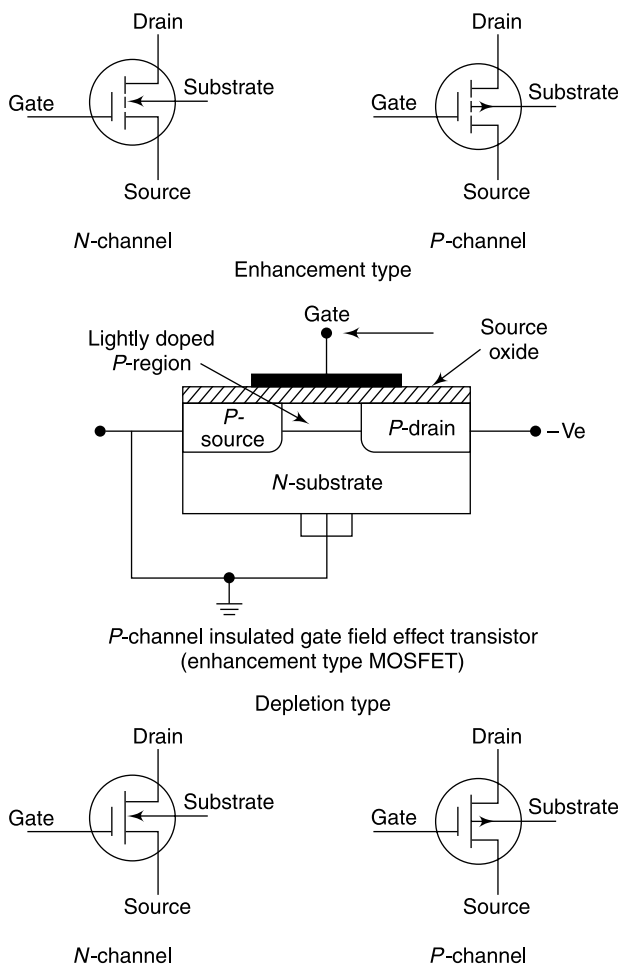 Drain
Gate
Substrate
Source
N-channel
Drain
Gate
Substrate
Source
P-channel
Enhancement type
Gate
Lightly doped
P-region
Source
oxide
P-
source
P-drain
–Ve
N-substrate
P-channel insulated gate field effect transistor
(enhancement type MOSFET)
Depletion type
Drain
Gate
Substrate
Source
N-channel
Drain
Gate
Substrate
Source
P-channel